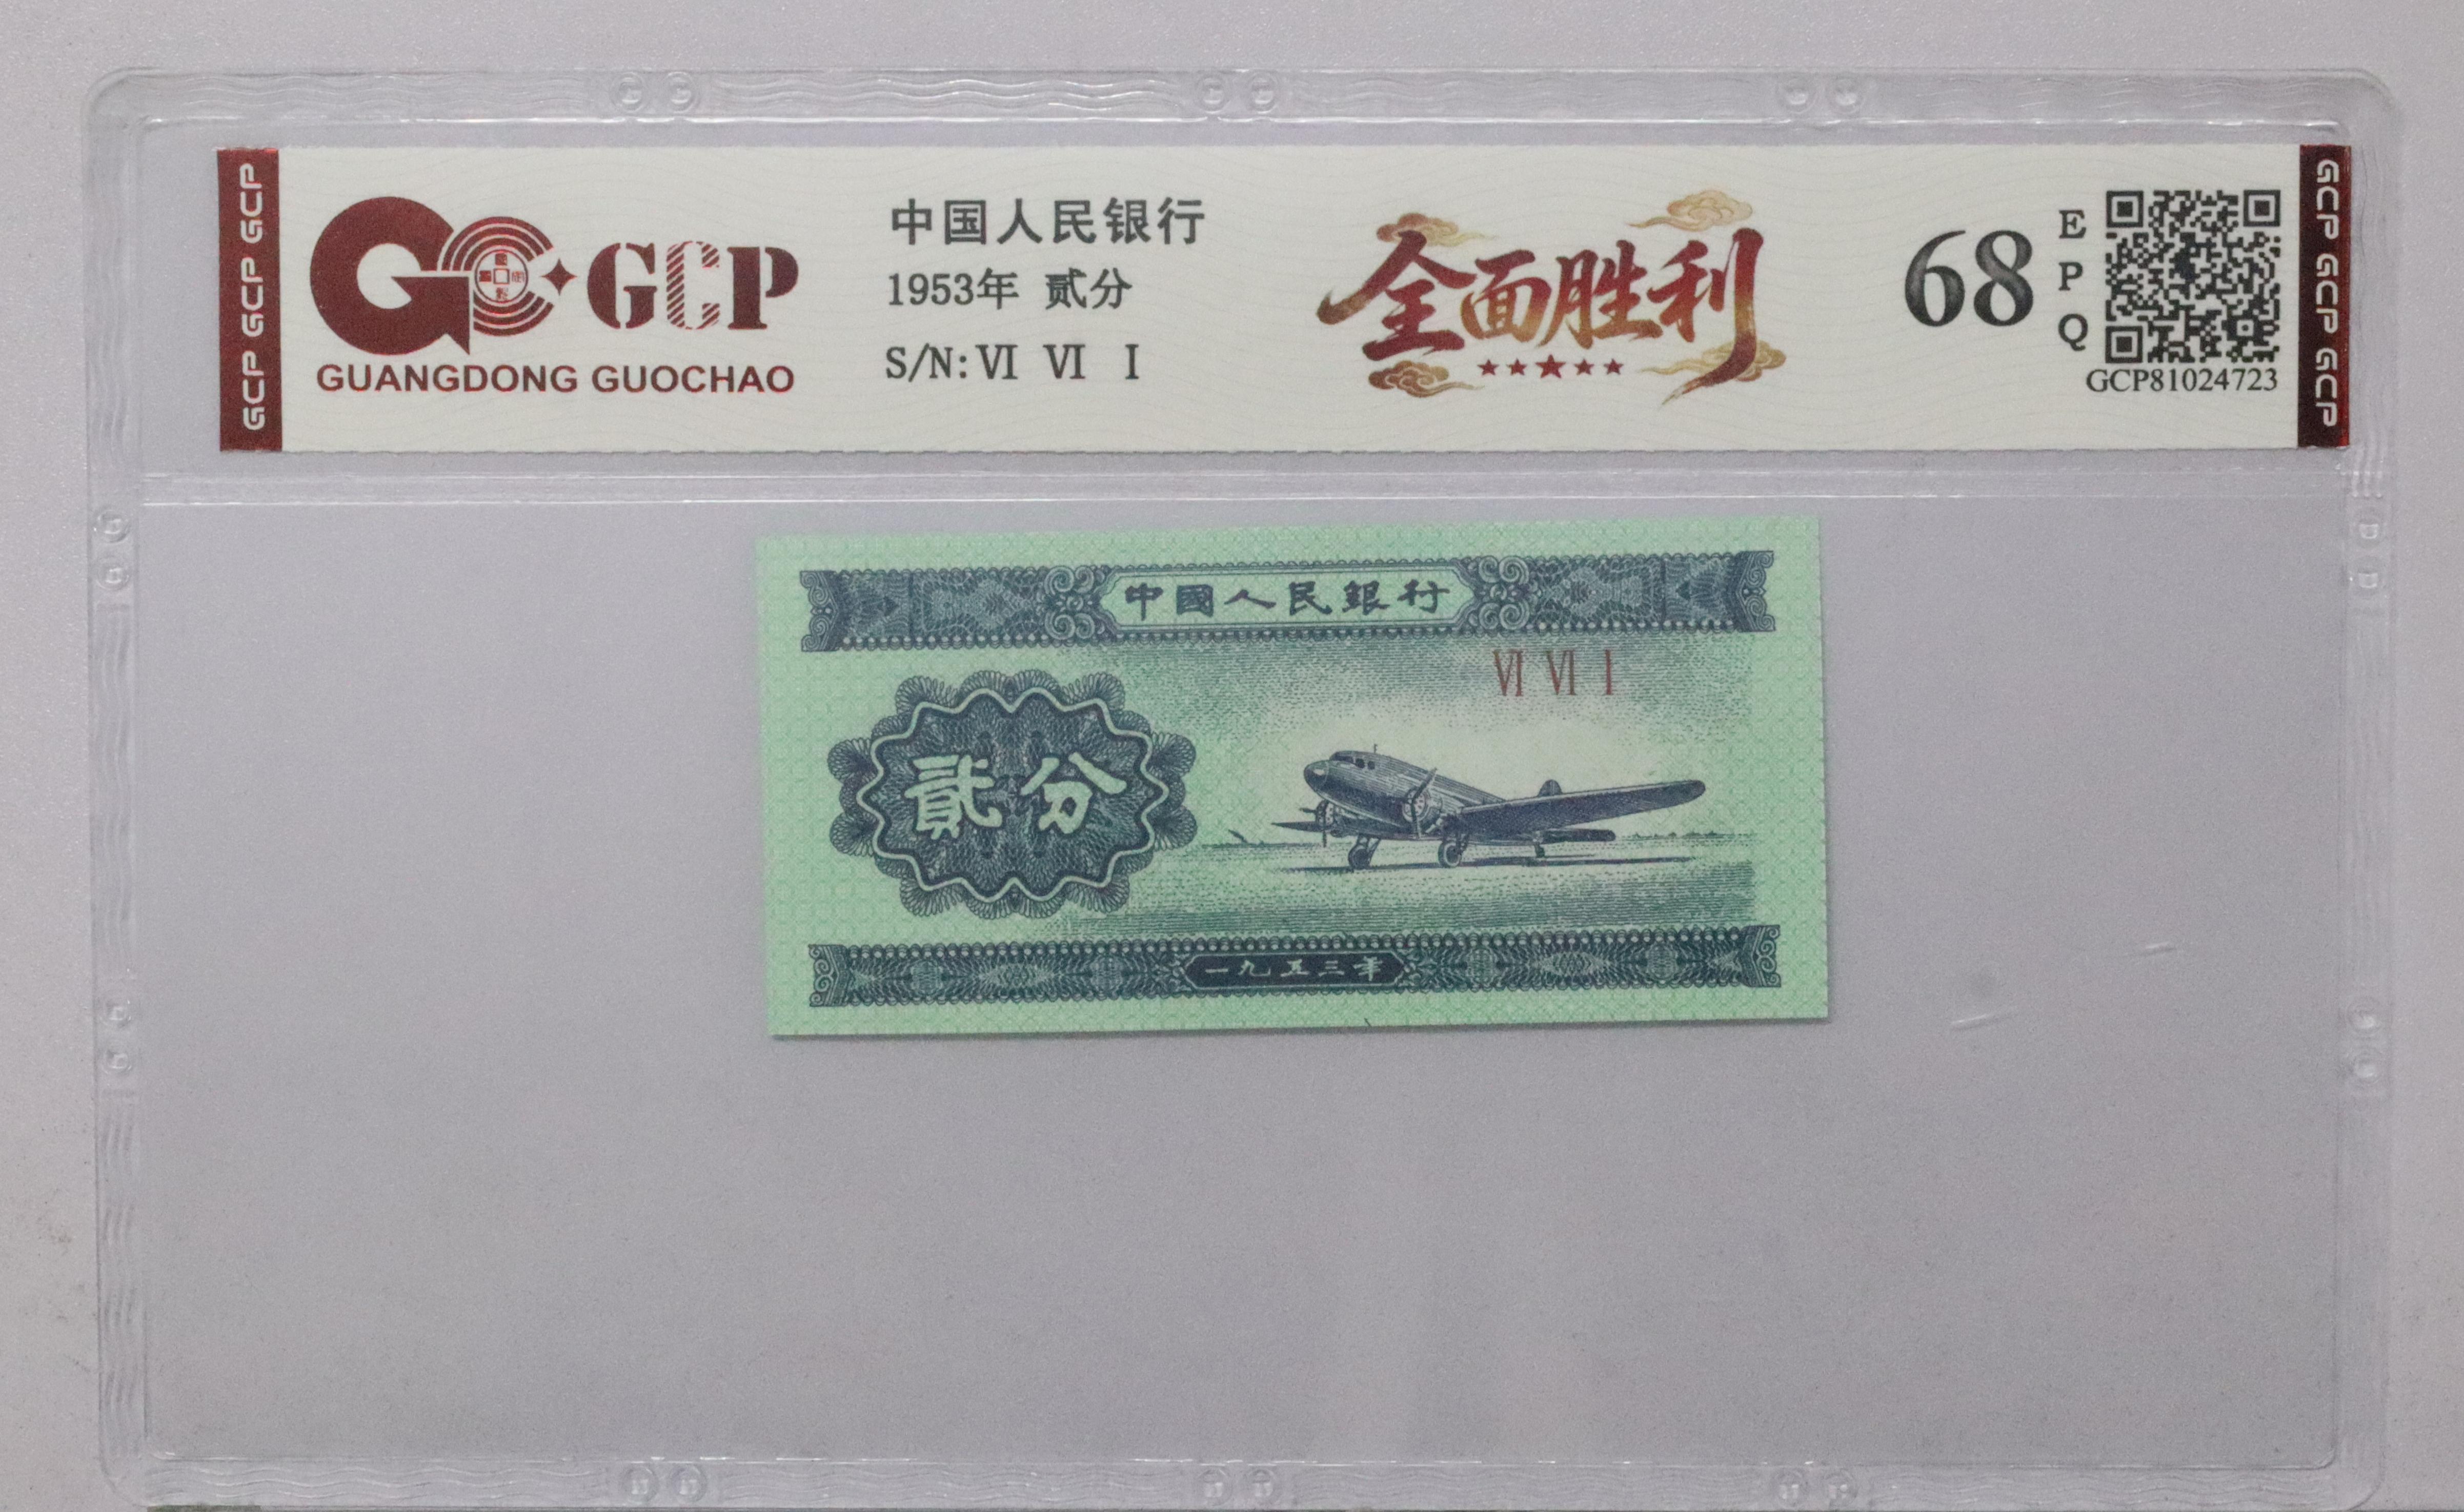 GCP GCP GCP
GCP
GUANGDONG GUOCHAO
中国人民银行
1953年 贰分
S/N: VI VI I
全面胜利
68
E
P
Q
GCP81024723
GCP GCP GCP
中國人民銀行
VI VI I
貳分
一九五三年